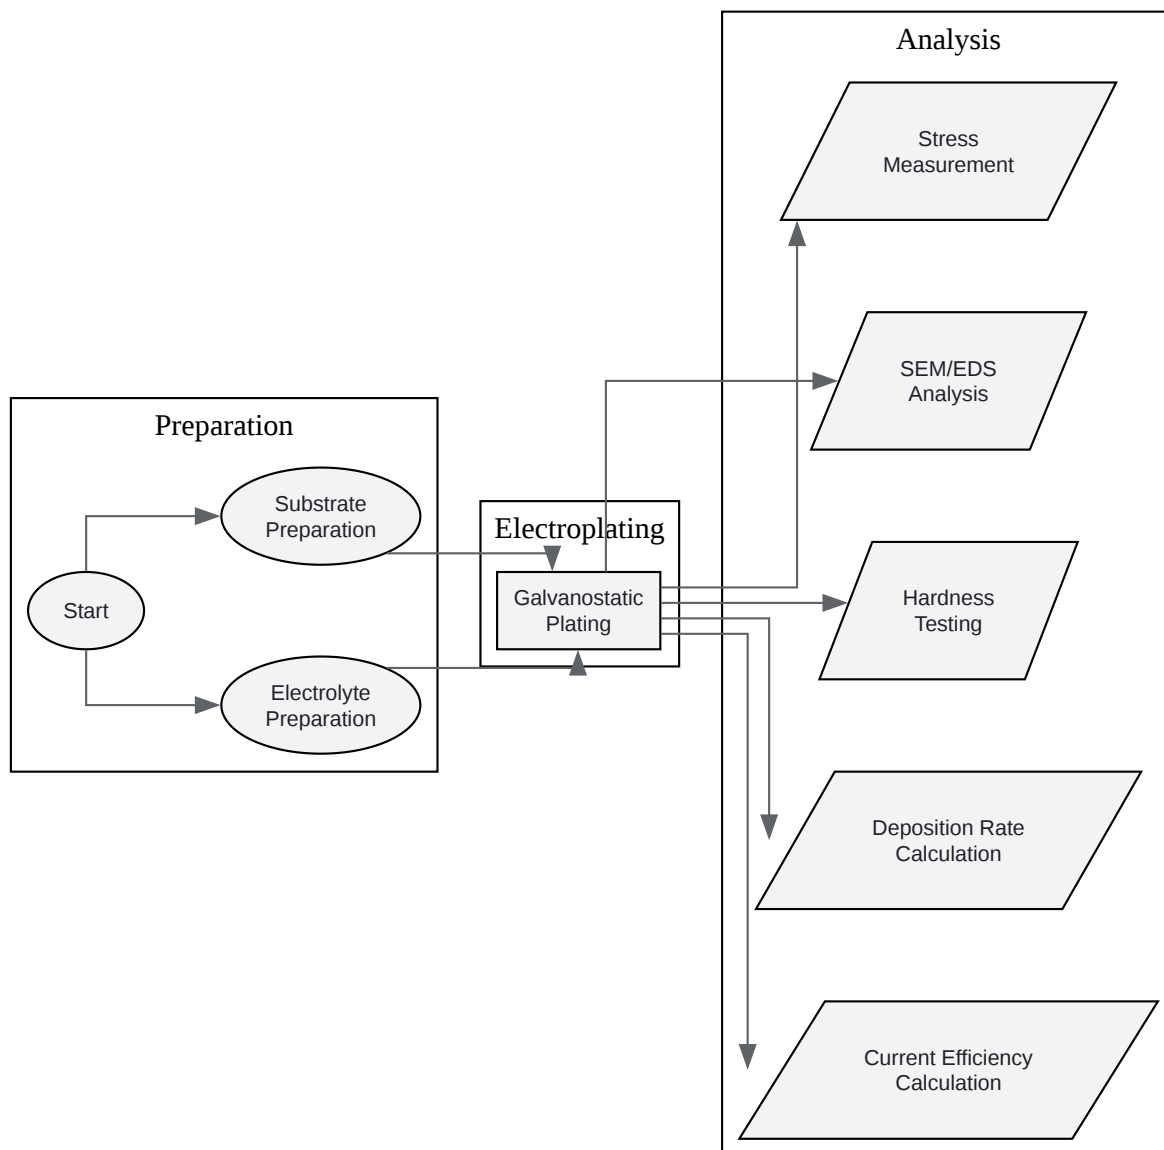 Preparation
Start
Substrate
Preparation
Electrolyte
Preparation
Electroplating
Galvanostatic
Plating
Analysis
Stress
Measurement
SEM/EDS
Analysis
Hardness
Testing
Deposition Rate
Calculation
Current Efficiency
Calculation